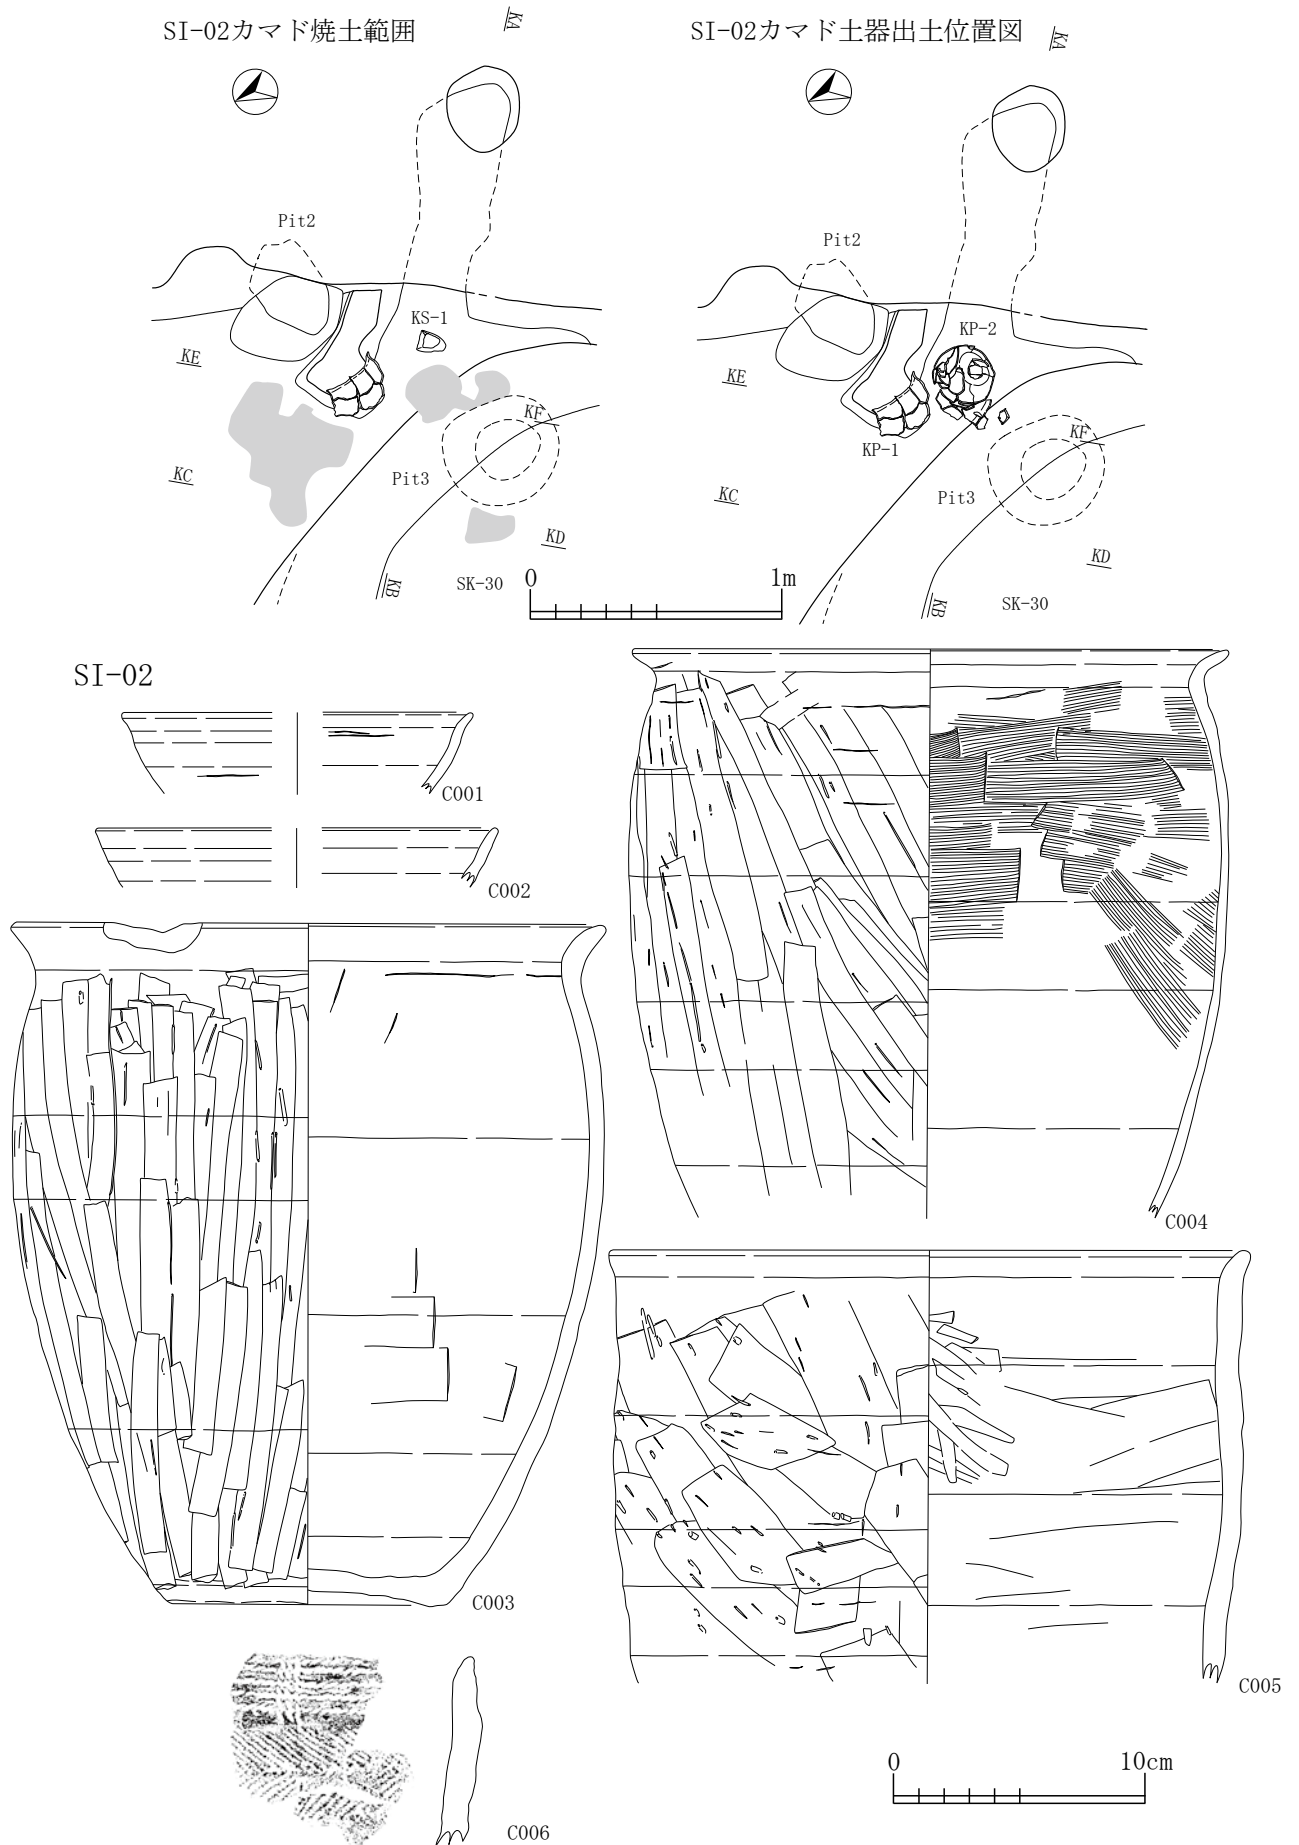 SI-02カマド焼土範囲
SI-02カマド土器出土位置図
KA
Pit2
KS-1
KE
KF
KC
Pit3
KD
KB
SK-30
KA
Pit2
KP-2
KE
KP-1
KF
KC
Pit3
KD
KB
SK-30
0 1m
SI-02
C001
C002
C003
C004
C005
C006
0 10cm